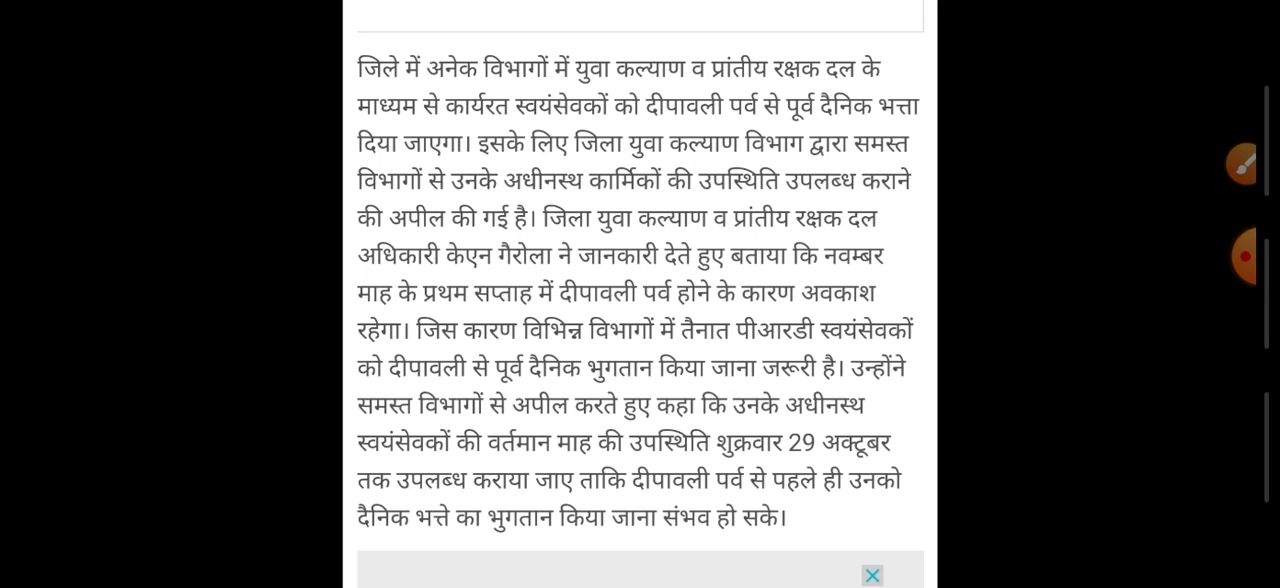 जिले में अनेक विभागों में युवा कल्याण व प्रांतीय रक्षक दल के
माध्यम से कार्यरत स्वयंसेवकों को दीपावली पर्व से पूर्व दैनिक भत्ता
दिया जाएगा। इसके लिए जिला युवा कल्याण विभाग द्वारा समस्त
विभागों से उनके अधीनस्थ कार्मिकों की उपस्थिति उपलब्ध कराने
की अपील की गई है। जिला युवा कल्याण व प्रांतीय रक्षक दल
अधिकारी केएन गैरोला ने जानकारी देते हुए बताया कि नवम्बर
माह के प्रथम सप्ताह में दीपावली पर्व होने के कारण अवकाश
रहेगा। जिस कारण विभिन्न विभागों में तैनात पीआरडी स्वयंसेवकों
को दीपावली से पूर्व दैनिक भुगतान किया जाना जरूरी है। उन्होंने
समस्त विभागों से अपील करते हुए कहा कि उनके अधीनस्थ
स्वयंसेवकों की वर्तमान माह की उपस्थिति शुक्रवार 29 अक्टूबर
तक उपलब्ध कराया जाए ताकि दीपावली पर्व से पहले ही उनको
दैनिक भत्ते का भुगतान किया जाना संभव हो सके।